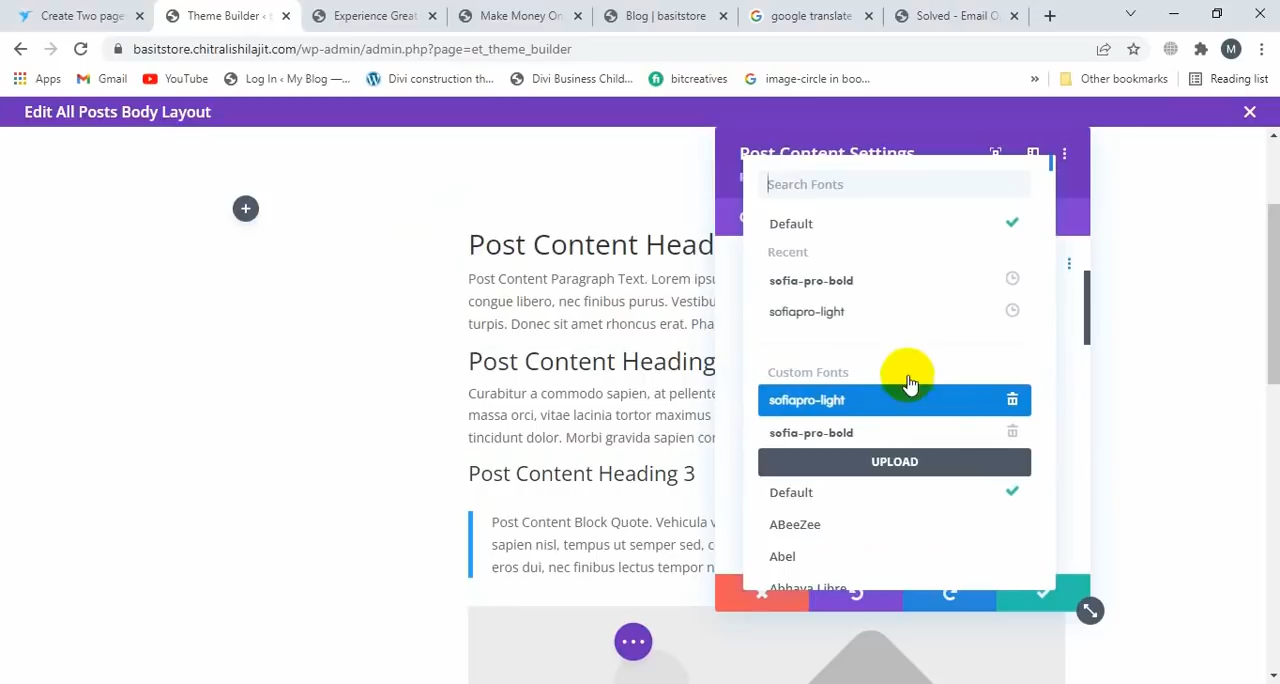 Create Two page
Theme Builder ‹
Experience Great
Make Money On
Blog | basitstore
google translate
Solved - Email O
basitstore.chitralishilajit.com/wp-admin/admin.php?page=et_theme_builder
M
Apps
Gmail
YouTube
Log In ‹ My Blog —...
Divi construction th...
Divi Business Child...
bitcreatives
image-circle in boo...
»
Other bookmarks
Reading list
Edit All Posts Body Layout
Post Content Settings
Search Fonts
Default
Recent
sofia-pro-bold
sofiapro-light
Custom Fonts
sofiapro-light
sofia-pro-bold
UPLOAD
Default
ABeeZee
Abel
Abhaya Libre
Post Content Head
Post Content Paragraph Text. Lorem ipsu
congue libero, nec finibus purus. Vestibu
turpis. Donec sit amet rhoncus erat. Pha
Post Content Heading
Curabitur a commodo sapien, at pellente
massa orci, vitae lacinia tortor maximus
tincidunt dolor. Morbi gravida sapien cor
Post Content Heading 3
Post Content Block Quote. Vehicula v
sapien nisl, tempus ut semper sed, c
eros dui, nec finibus lectus tempor n